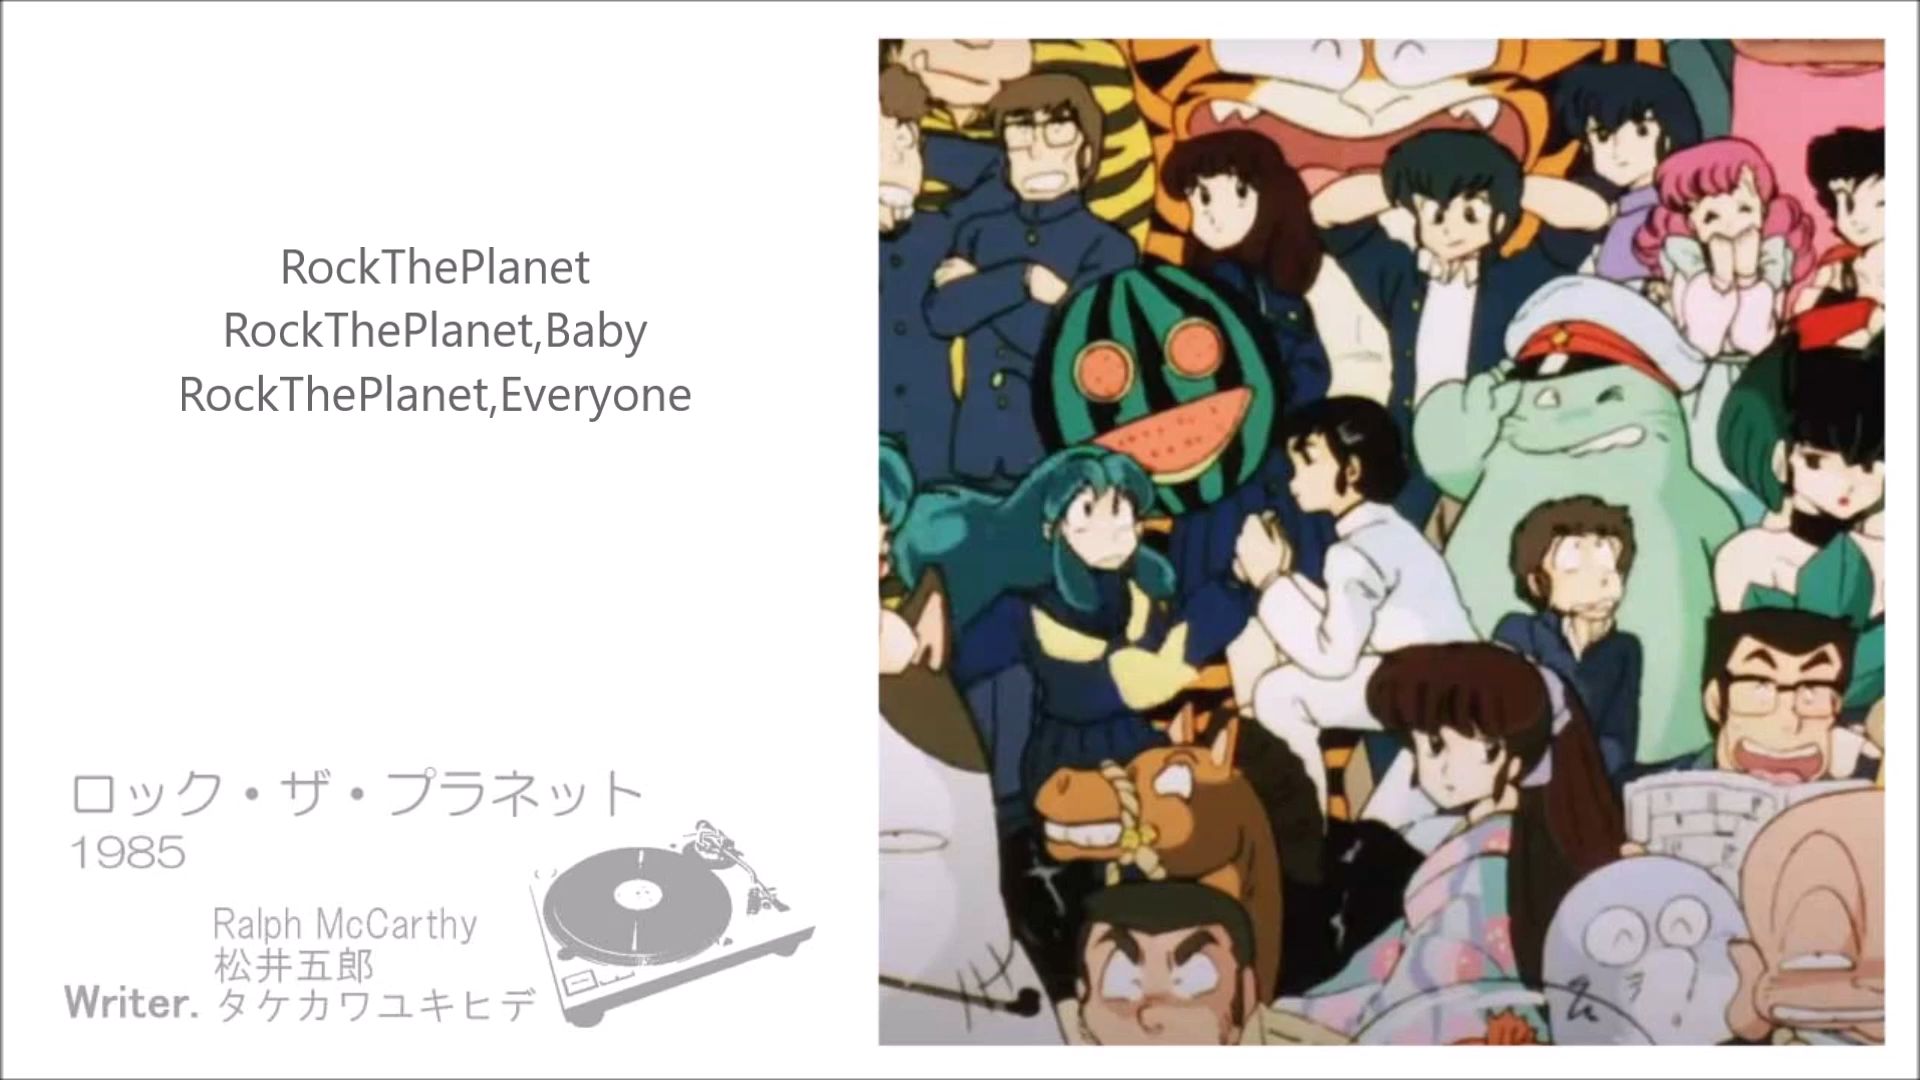 RockThePlanet
RockThePlanet,Baby
RockThePlanet,Everyone
ロック・ザ・プラネット
1985
Ralph McCarthy
松井五郎
Writer. タケカワユキヒデ